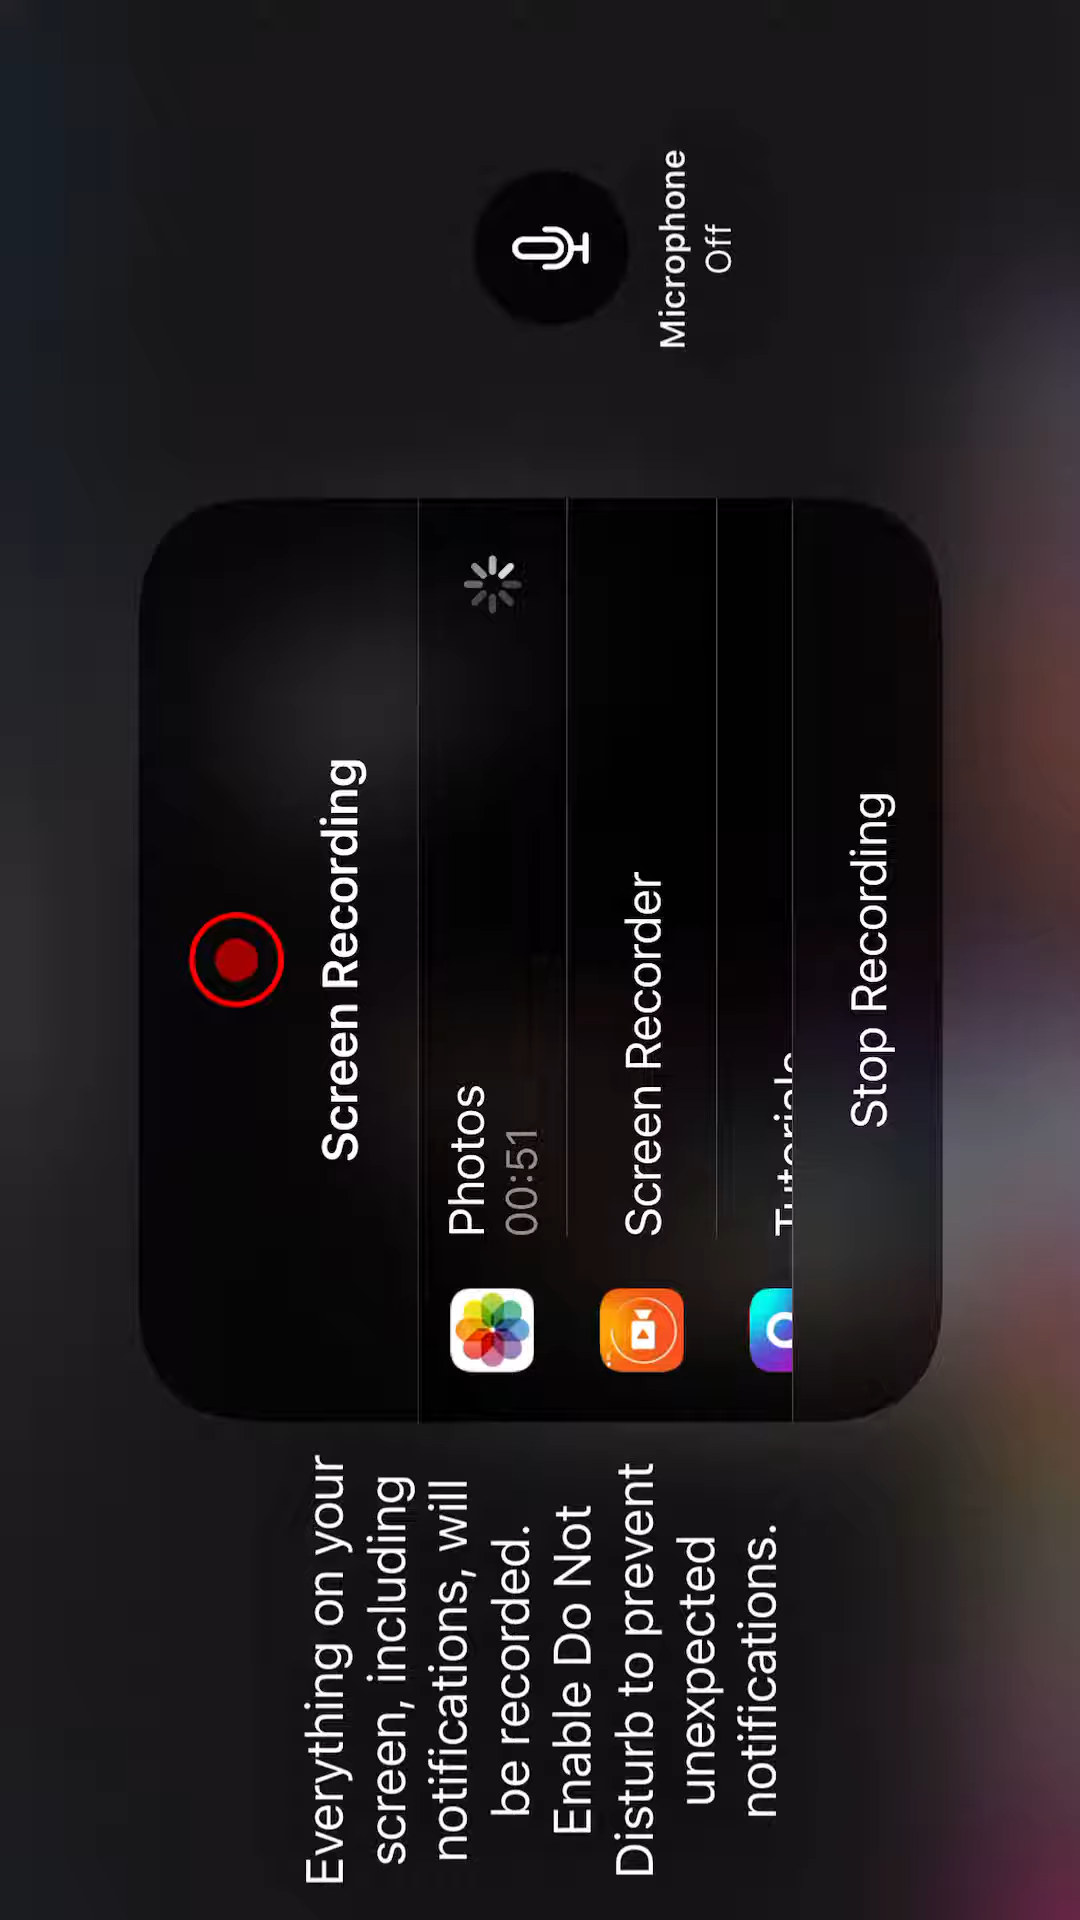 Everything on your
screen, including
notifications, will
be recorded.
Enable Do Not
Disturb to prevent
unexpected
notifications.
Screen Recording
Photos
00:51
Screen Recorder
Tutorials
Stop Recording
Microphone
Off